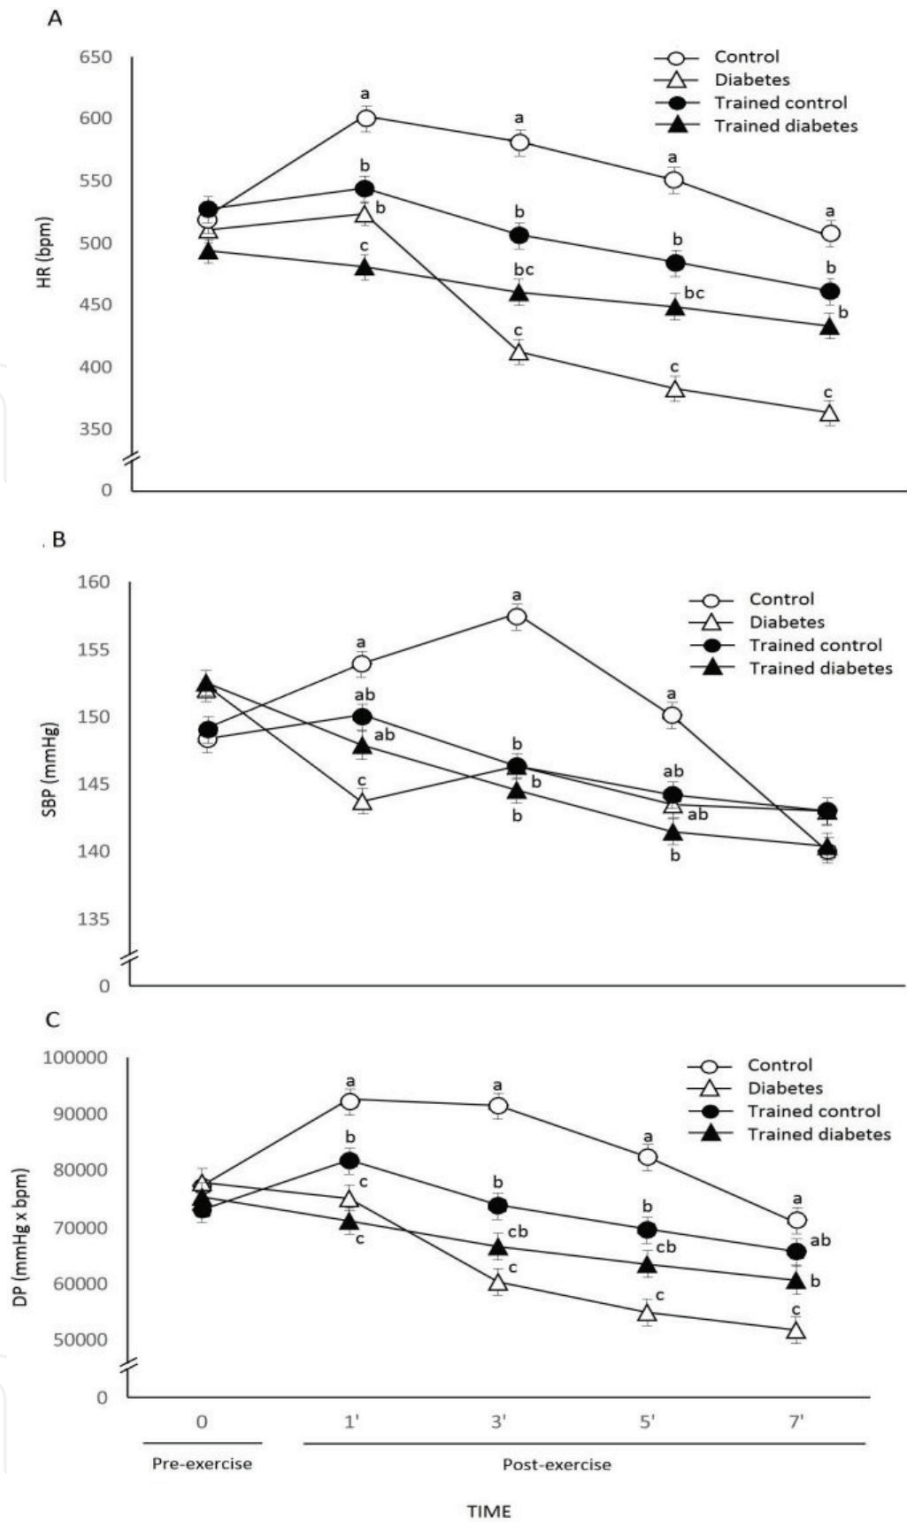 A
650
600
550
500
450
400
350
0
HR (bpm)
Control
Diabetes
Trained control
Trained diabetes
a
a
a
a
b
b
b
b
b
c
bc
bc
b
c
c
c
. B
160
155
150
145
140
135
0
SBP (mmHg)
Control
Diabetes
Trained control
Trained diabetes
a
a
a
ab
ab
c
b
b
b
ab
ab
b
C
100000
90000
80000
70000
60000
50000
0
DP (mmHg x bpm)
Control
Diabetes
Trained control
Trained diabetes
a
a
a
a
b
b
b
ab
c
c
cb
cb
b
c
c
c
0 1' 3' 5' 7'
Pre-exercise Post-exercise
TIME